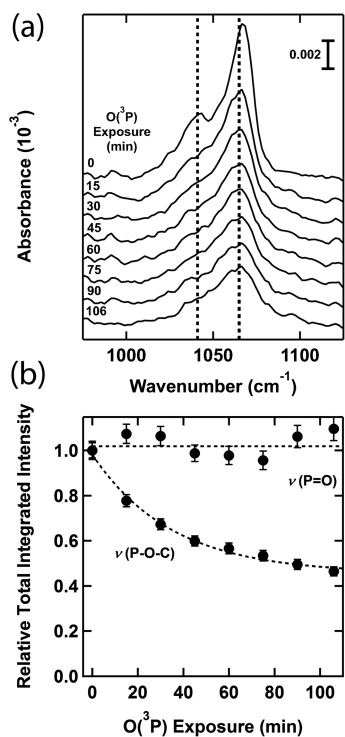 (a)
0.002
O(³P)
Exposure
(min)
0
15
30
45
60
75
90
106
Absorbance (10⁻³)
1000 1050 1100
Wavenumber (cm⁻¹)
(b)
1.0
0.8
0.6
0.4
0.2
0.0
ν (P=O)
ν (P-O-C)
Relative Total Integrated Intensity
0 20 40 60 80 100
O(³P) Exposure (min)